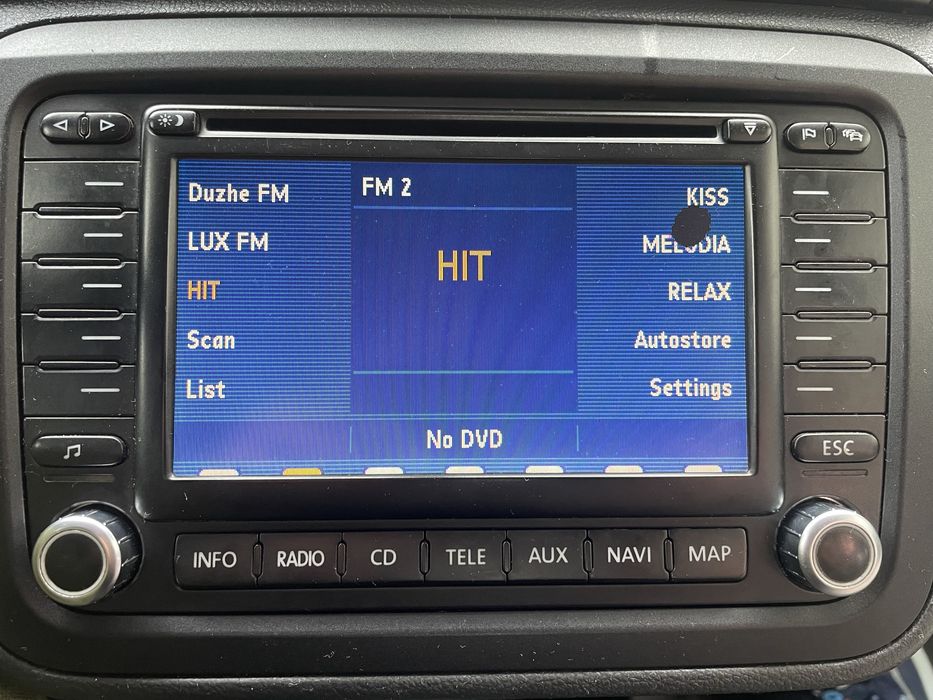 Duzhe FM
LUX FM
HIT
Scan
List
FM 2
HIT
No DVD
KISS
MELODIA
RELAX
Autostore
Settings
ESC
INFO
RADIO
CD
TELE
AUX
NAVI
MAP